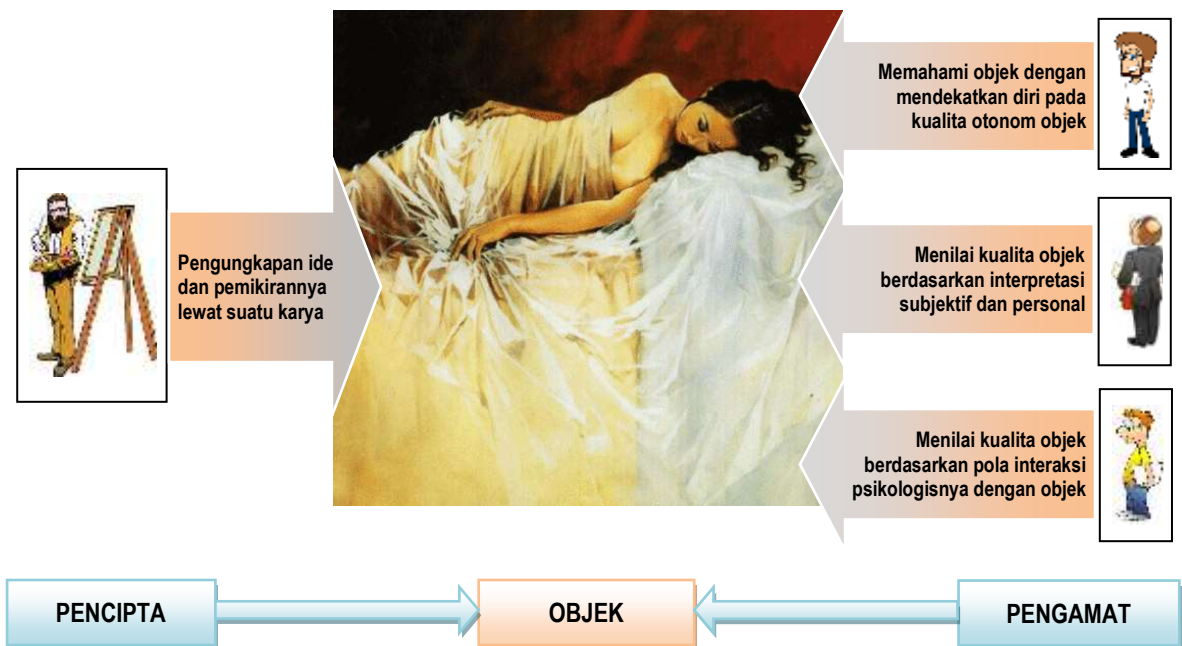 Memahami objek dengan
mendekatkan diri pada
kualita otonom objek
Pengungkapan ide
dan pemikirannya
lewat suatu karya
Menilai kualita objek
berdasarkan interpretasi
subjektif dan personal
Menilai kualita objek
berdasarkan pola interaksi
psikologisnya dengan objek
PENCIPTA
OBJEK
PENGAMAT